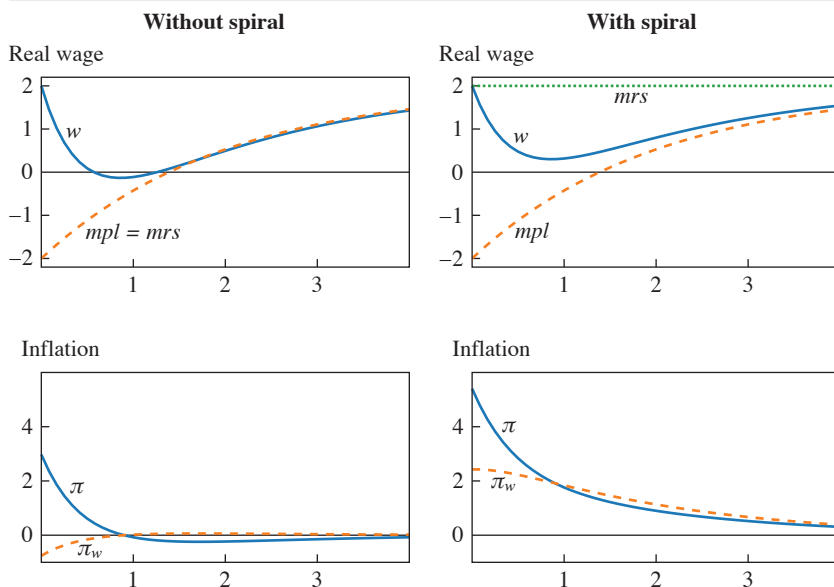 Without spiral
Real wage
2
1
0
−1
−2
w
mpl = mrs
1 2 3
With spiral
2
1
0
−1
−2
mrs
w
mpl
1 2 3
Inflation
4
2
0
π
πw
1 2 3
Inflation
4
2
0
π
πw
1 2 3
Real wage